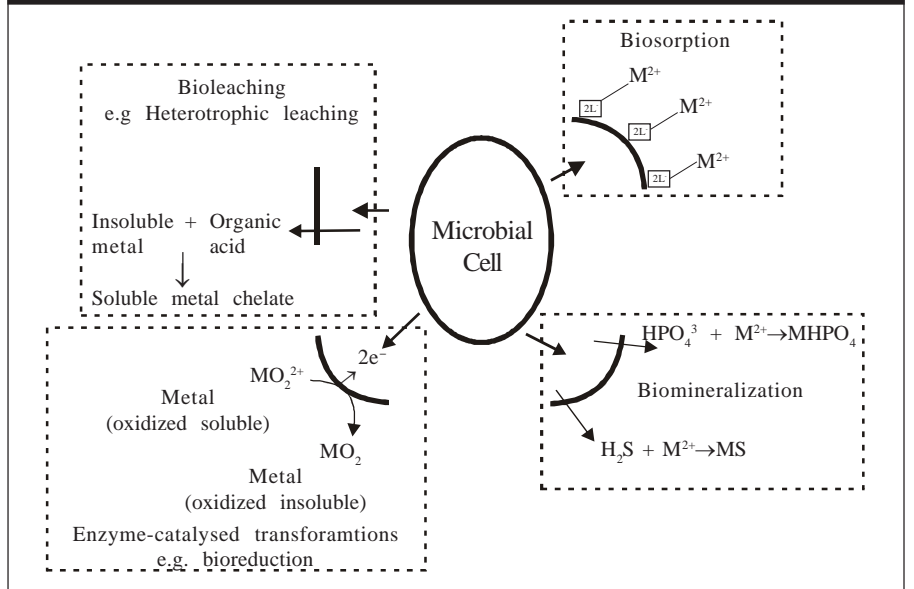 Biosorption
M²⁺
2L⁻
M²⁺
2L⁻
M²⁺
2L⁻
Bioleaching
e.g Heterotrophic leaching
Insoluble + Organic
metal acid
↓
Soluble metal chelate
Microbial
Cell
2e⁻
MO₂²⁺
Metal
(oxidized soluble)
MO₂
Metal
(oxidized insoluble)
Enzyme-catalysed transforamtions
e.g. bioreduction
HPO₄³ + M²⁺→MHPO₄
Biomineralization
H₂S + M²⁺→MS